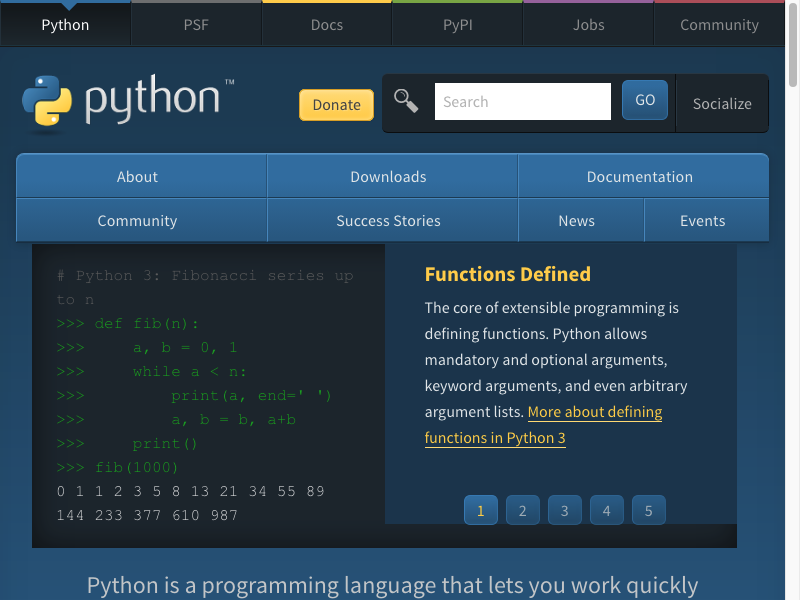 Python PSF Docs PyPI Jobs Community
python™
Donate Search GO Socialize
About Downloads Documentation
Community Success Stories News Events
# Python 3: Fibonacci series up
to n
>>> def fib(n):
>>>     a, b = 0, 1
>>>     while a < n:
>>>         print(a, end=' ')
>>>         a, b = b, a+b
>>>     print()
>>> fib(1000)
0 1 1 2 3 5 8 13 21 34 55 89
144 233 377 610 987
Functions Defined
The core of extensible programming is
defining functions. Python allows
mandatory and optional arguments,
keyword arguments, and even arbitrary
argument lists. More about defining
functions in Python 3
1 2 3 4 5
Python is a programming language that lets you work quickly